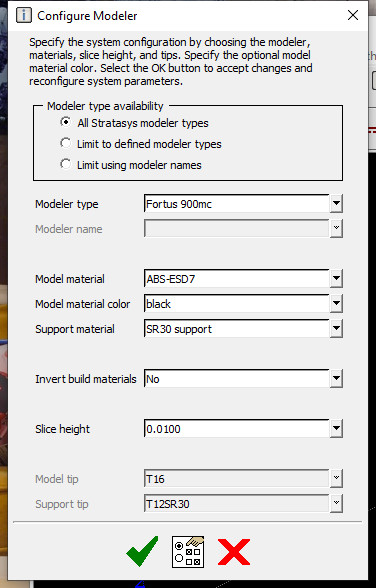 Configure Modeler
Specify the system configuration by choosing the modeler,
materials, slice height, and tips. Specify the optional model
material color. Select the OK button to accept changes and
reconfigure system parameters.
Modeler type availability
All Stratasys modeler types
Limit to defined modeler types
Limit using modeler names
Modeler type Fortus 900mc
Modeler name
Model material ABS-ESD7
Model material color black
Support material SR30 support
Invert build materials No
Slice height 0.0100
Model tip T16
Support tip T12SR30